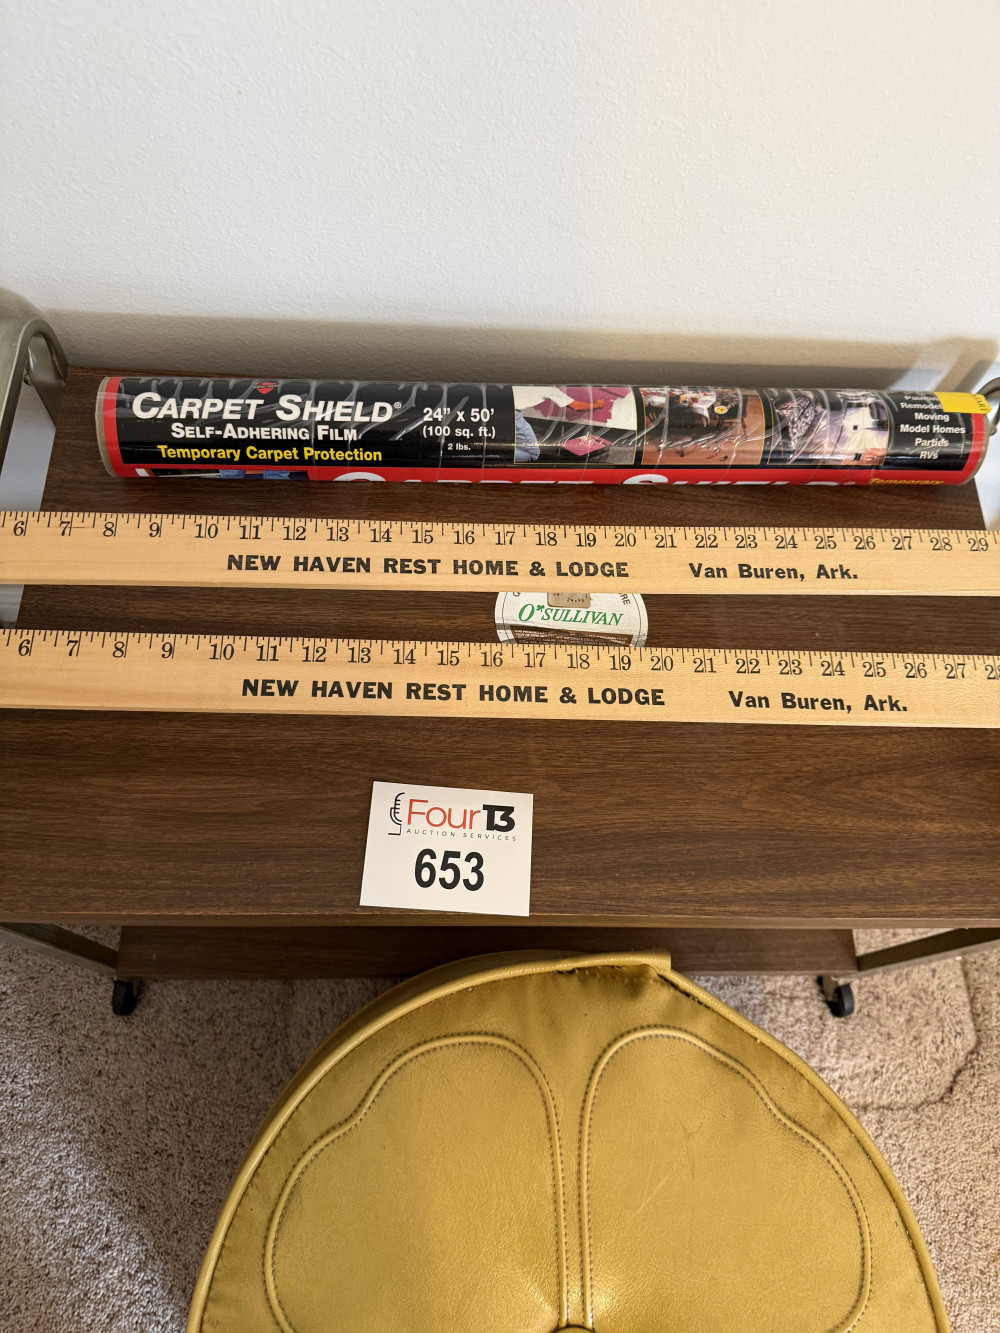 CARPET SHIELD®
SELF-ADHERING FILM
Temporary Carpet Protection
24" x 50'
(100 sq. ft.)
2 lbs.
Moving
Model Homes
Parties
RVs
CARPET SHIELD
Temporary
6 7 8 9 10 11 12 13 14 15 16 17 18 19 20 21 22 23 24 25 26 27 28 29
NEW HAVEN REST HOME & LODGE Van Buren, Ark.
O*SULLIVAN
6 7 8 9 10 11 12 13 14 15 16 17 18 19 20 21 22 23 24 25 26 27
NEW HAVEN REST HOME & LODGE Van Buren, Ark.
Four13
AUCTION SERVICES
653